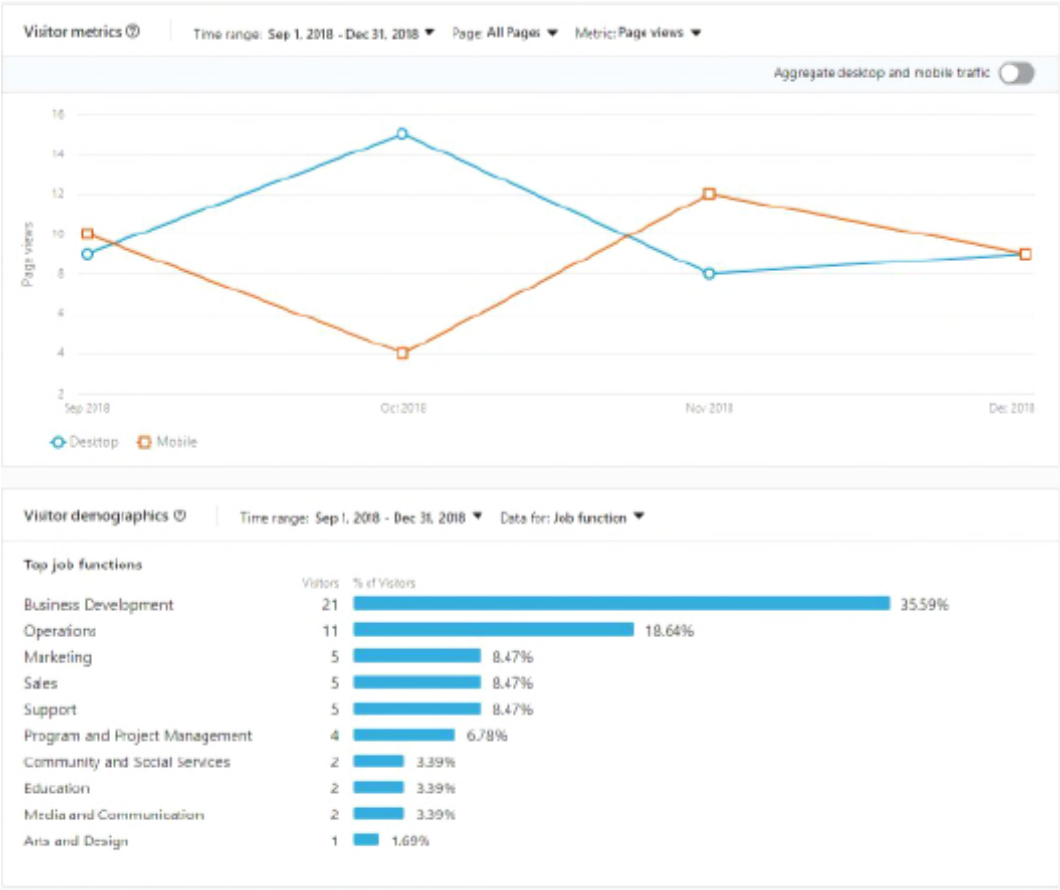 Visitor metrics Time range: Sep 1, 2018 - Dec 31, 2018 Page: All Pages Metric: Page views
Aggregate desktop and mobile traffic
16
14
12
10
8
6
4
2
Page views
Sep 2018 Oct 2018 Nov 2018 Dec 2018
Desktop Mobile
Visitor demographics Time range: Sep 1, 2018 - Dec 31, 2018 Data for: Job function
Top job functions
Visitors % of Visitors
Business Development 21 35.59%
Operations 11 18.64%
Marketing 5 8.47%
Sales 5 8.47%
Support 5 8.47%
Program and Project Management 4 6.78%
Community and Social Services 2 3.39%
Education 2 3.39%
Media and Communication 2 3.39%
Arts and Design 1 1.69%